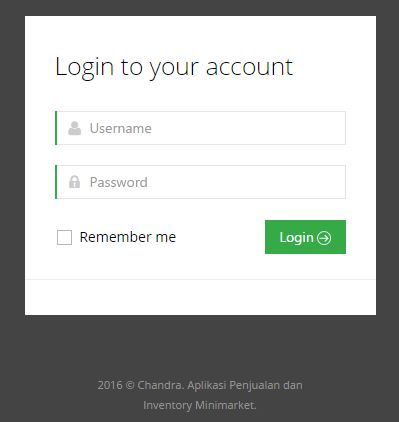 Login to your account
Username
Password
Remember me
Login
2016 © Chandra. Aplikasi Penjualan dan
Inventory Minimarket.